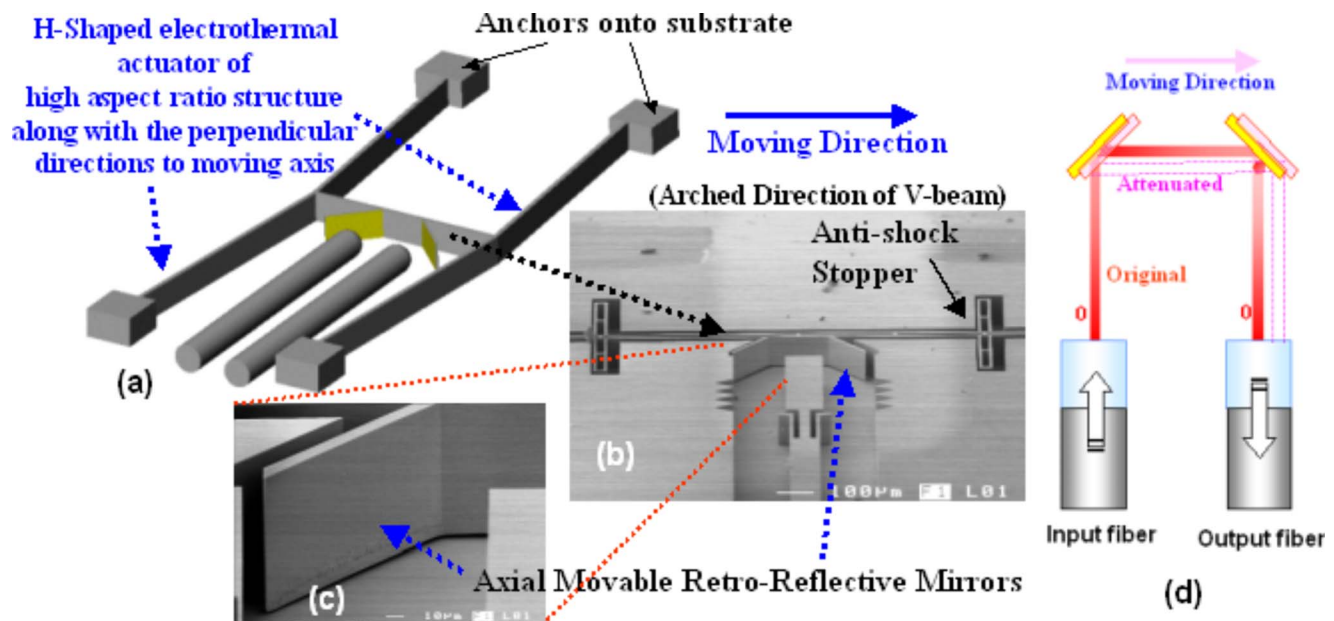 H-Shaped electrothermal
actuator of
high aspect ratio structure
along with the perpendicular
directions to moving axis
Anchors onto substrate
Moving Direction
(Arched Direction of V-beam)
(a)
Anti-shock
Stopper
(b)
100μm F1 L01
(c)
10μm F1 L01
Axial Movable Retro-Reflective Mirrors
Moving Direction
Attenuated
Original
0
0
Input fiber
Output fiber
(d)